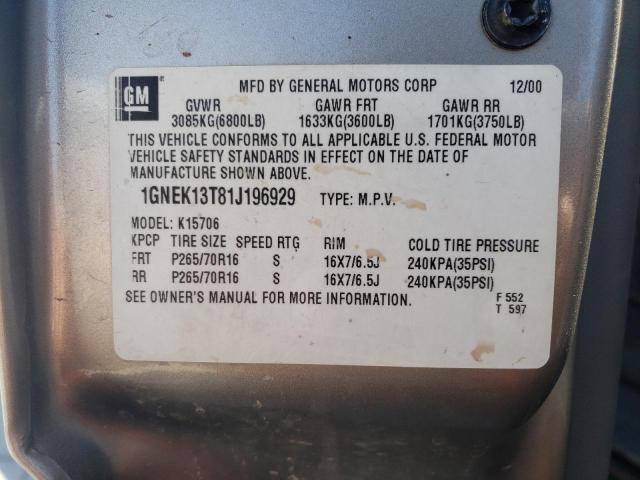 GM
MFD BY GENERAL MOTORS CORP 12/00
GVWR GAWR FRT GAWR RR
3085KG(6800LB) 1633KG(3600LB) 1701KG(3750LB)
THIS VEHICLE CONFORMS TO ALL APPLICABLE U.S. FEDERAL MOTOR
VEHICLE SAFETY STANDARDS IN EFFECT ON THE DATE OF
MANUFACTURE SHOWN ABOVE.
1GNEK13T81J196929 TYPE: M.P.V.
MODEL: K15706
KPCP TIRE SIZE SPEED RTG RIM COLD TIRE PRESSURE
FRT P265/70R16 S 16X7/6.5J 240KPA(35PSI)
RR P265/70R16 S 16X7/6.5J 240KPA(35PSI)
SEE OWNER'S MANUAL FOR MORE INFORMATION. F 552
T 597